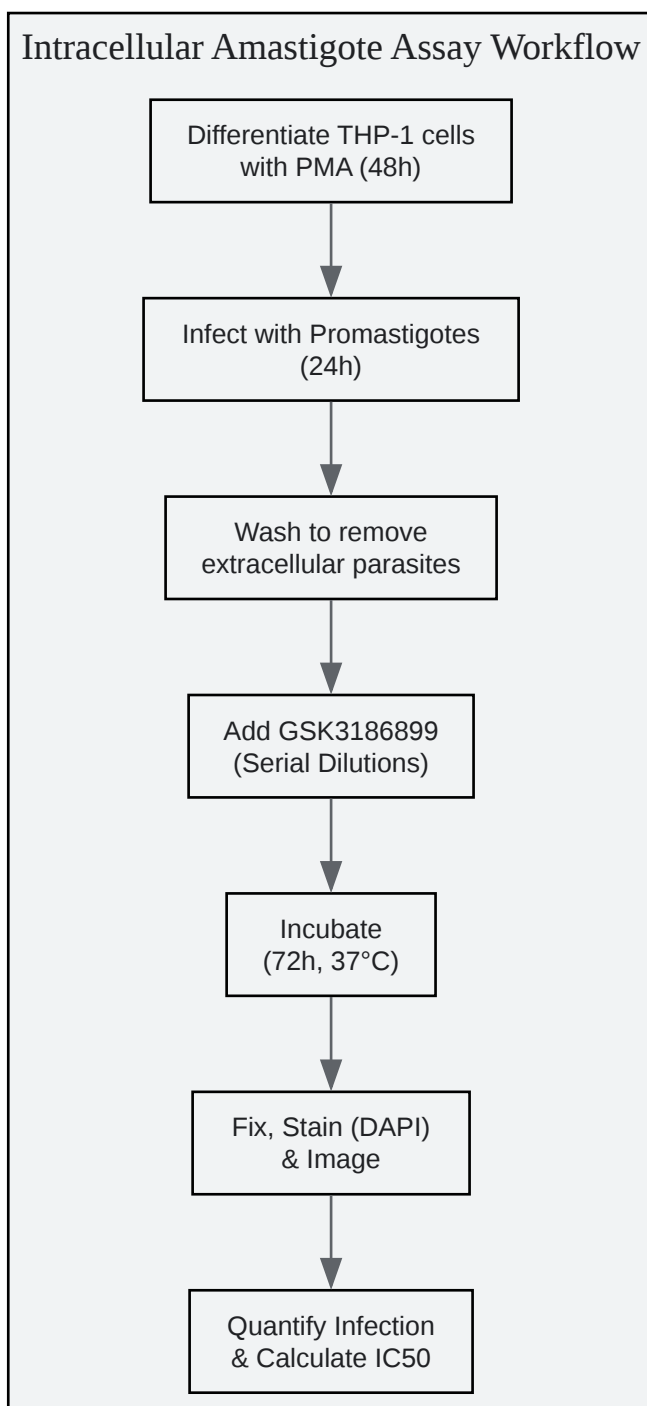 Intracellular Amastigote Assay Workflow
Differentiate THP-1 cells
with PMA (48h)
Infect with Promastigotes
(24h)
Wash to remove
extracellular parasites
Add GSK3186899
(Serial Dilutions)
Incubate
(72h, 37°C)
Fix, Stain (DAPI)
& Image
Quantify Infection
& Calculate IC50